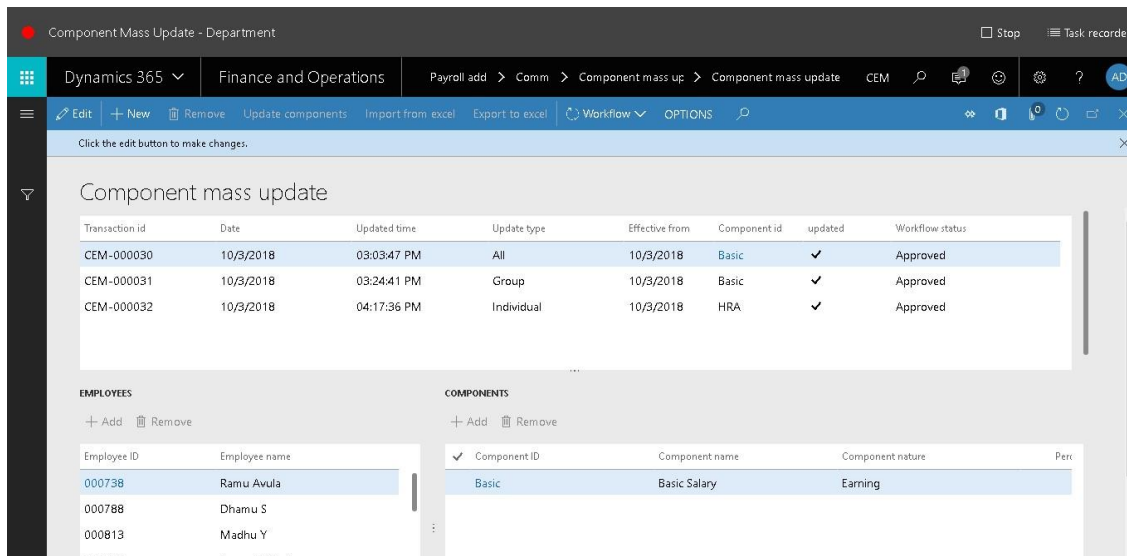 Component Mass Update - Department Stop Task recorde
Dynamics 365 Finance and Operations Payroll add > Comm > Component mass up > Component mass update CEM ? AD
Edit + New Remove Update components Import from excel Export to excel Workflow OPTIONS 0
1
Click the edit button to make changes.
Component mass update
Transaction id Date Updated time Update type Effective from Component id updated Workflow status
CEM-000030 10/3/2018 03:03:47 PM All 10/3/2018 Basic ✓ Approved
CEM-000031 10/3/2018 03:24:41 PM Group 10/3/2018 Basic ✓ Approved
CEM-000032 10/3/2018 04:17:36 PM Individual 10/3/2018 HRA ✓ Approved
EMPLOYEES COMPONENTS
+ Add Remove + Add Remove
Employee ID Employee name ✓ Component ID Component name Component nature Perc
000738 Ramu Avula Basic Basic Salary Earning
000788 Dhamu S
000813 Madhu Y